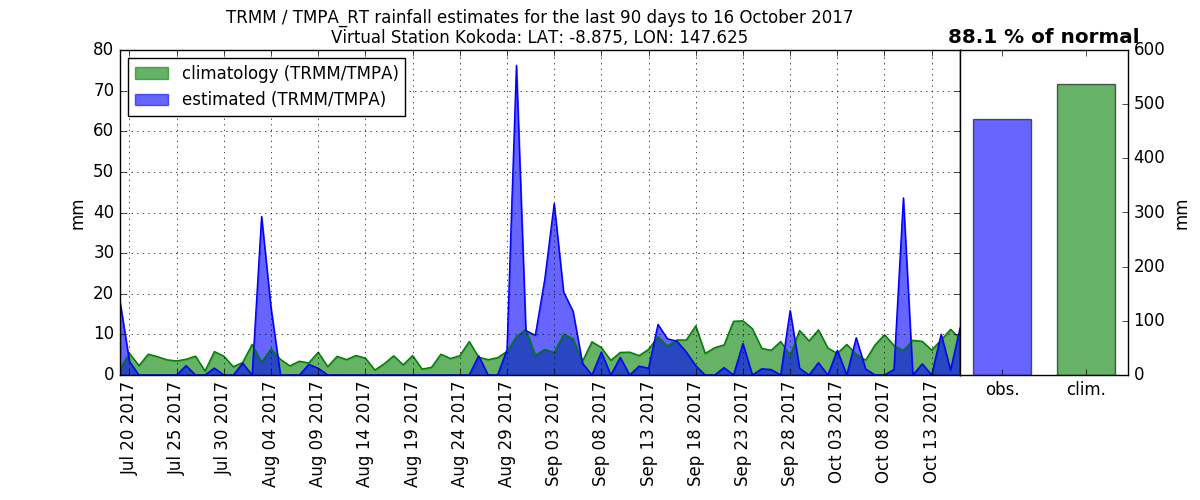 TRMM / TMPA_RT rainfall estimates for the last 90 days to 16 October 2017
Virtual Station Kokoda: LAT: -8.875, LON: 147.625
88.1 % of normal
climatology (TRMM/TMPA)
estimated (TRMM/TMPA)
80
70
60
50
40
30
20
10
0
mm
600
500
400
300
200
100
0
mm
obs.
clim.
Jul 20 2017
Jul 25 2017
Jul 30 2017
Aug 04 2017
Aug 09 2017
Aug 14 2017
Aug 19 2017
Aug 24 2017
Aug 29 2017
Sep 03 2017
Sep 08 2017
Sep 13 2017
Sep 18 2017
Sep 23 2017
Sep 28 2017
Oct 03 2017
Oct 08 2017
Oct 13 2017